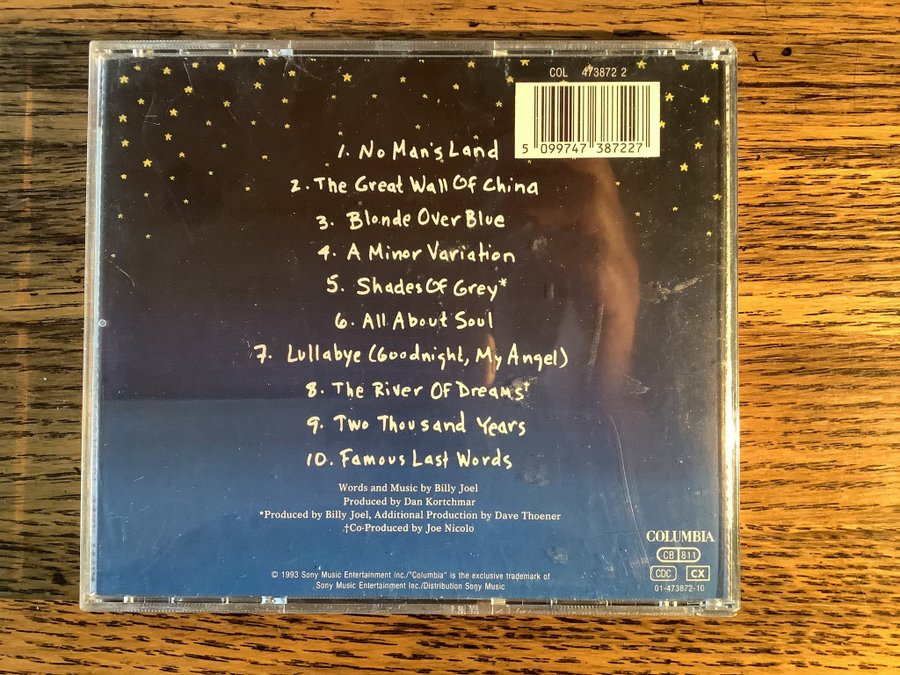 COL 473872 2
5 099747 387227
1. No Man's Land
2. The Great Wall Of China
3. Blonde Over Blue
4. A Minor Variation
5. Shades Of Grey*
6. All About Soul
7. Lullabye (Goodnight, My Angel)
8. The River Of Dreams†
9. Two Thousand Years
10. Famous Last Words
Words and Music by Billy Joel
Produced by Dan Kortchmar
*Produced by Billy Joel, Additional Production by Dave Thoener
†Co-Produced by Joe Nicolo
COLUMBIA
CB 811
CDC CX
01-473872-10
© 1993 Sony Music Entertainment Inc./"Columbia" is the exclusive trademark of
Sony Music Entertainment Inc./Distribution Sony Music